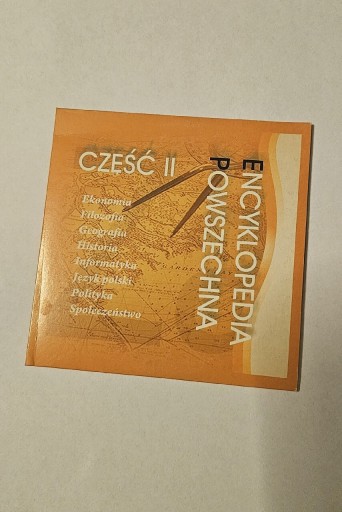 CZĘŚĆ II
Ekonomia
Filozofia
Geografia
Historia
Informatyka
Język polski
Polityka
Społeczeństwo
ENCYKLOPEDIA
POWSZECHNA